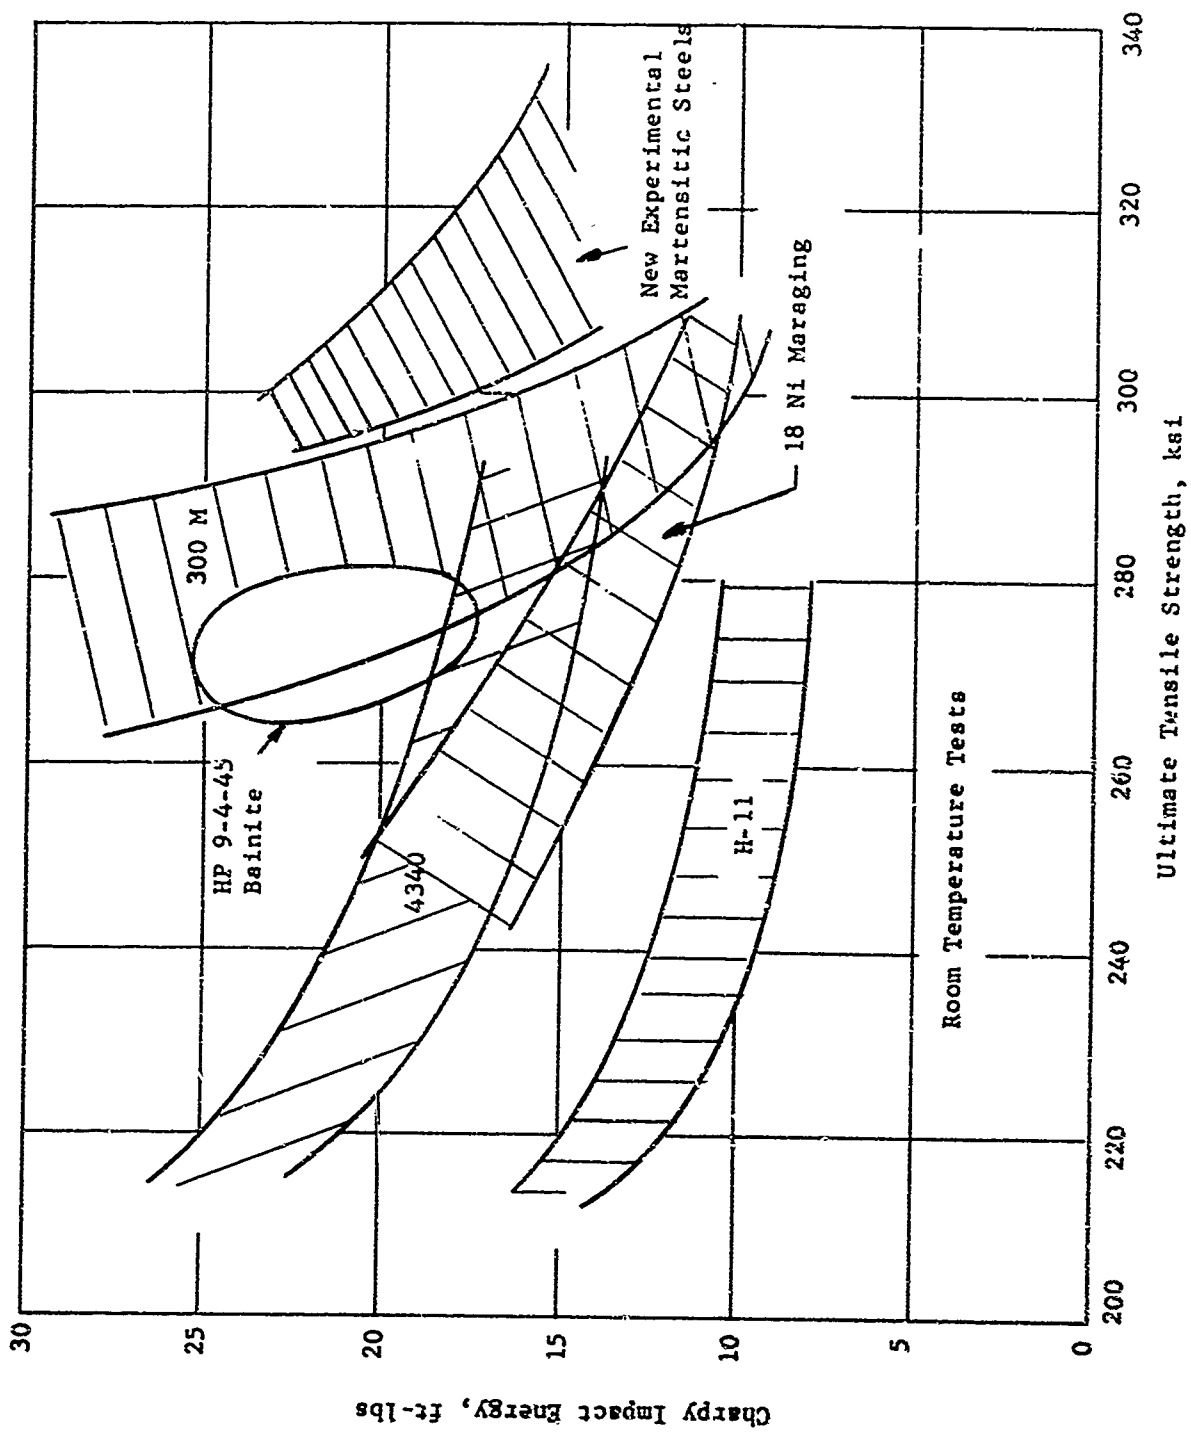 Charpy Impact Energy, ft-lbs
30
25
20
15
10
5
0
200
220
240
260
280
300
320
340
Ultimate Tensile Strength, ksi
300 M
HP 9-4-45
Bainite
4340
New Experimental
Martensitic Steels
18 Ni Maraging
H-11
Room Temperature Tests